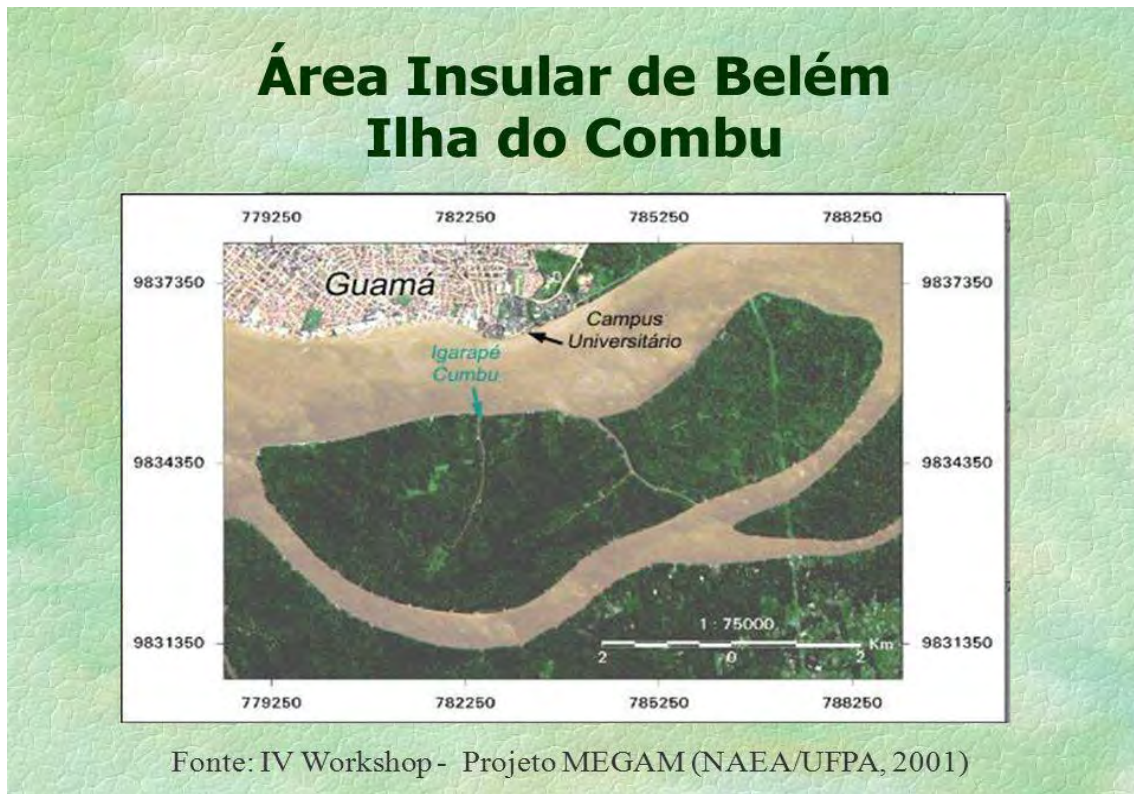 Área Insular de Belém
Ilha do Combu
779250 782250 785250 788250
9837350 9837350
Guamá
Campus
Universitário
Igarapé
Cumbu
9834350 9834350
1 : 75000
Km
2 0 2
9831350 9831350
779250 782250 785250 788250
Fonte: IV Workshop - Projeto MEGAM (NAEA/UFPA, 2001)